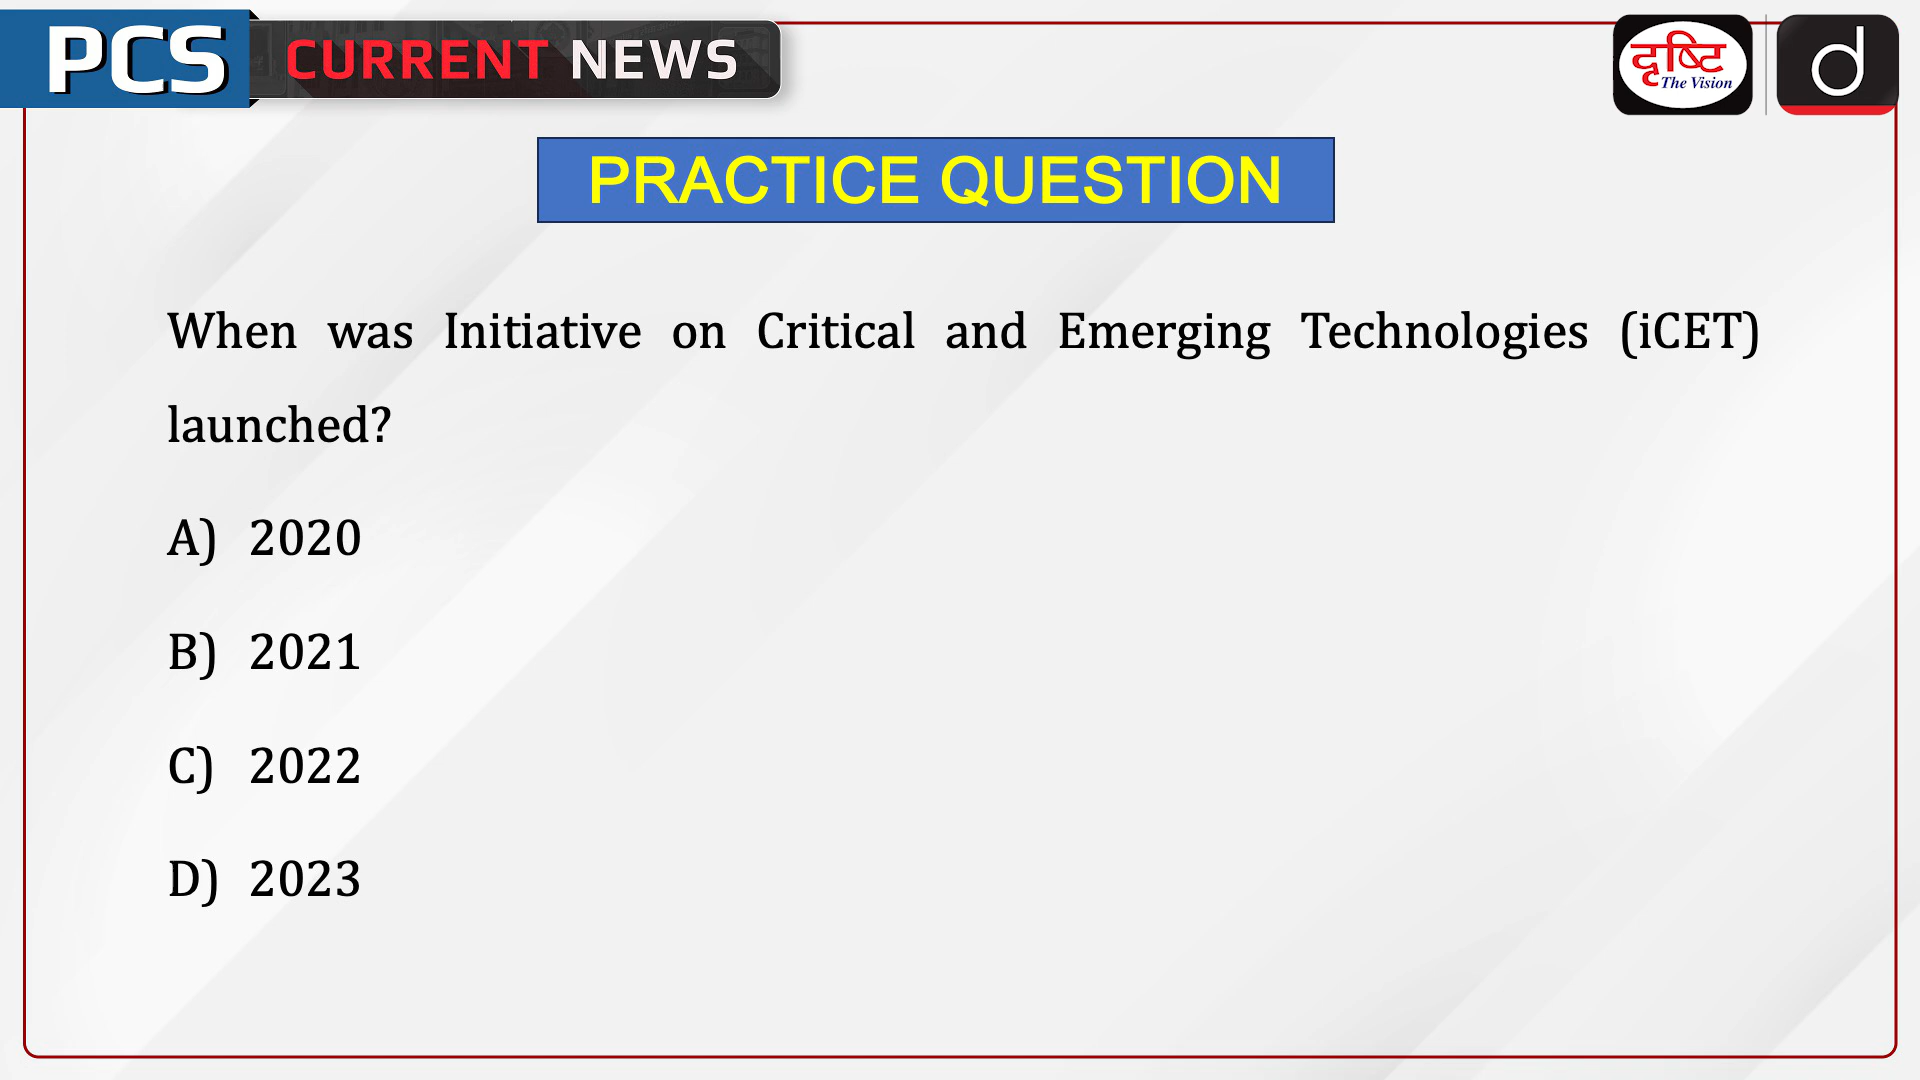 PCS CURRENT NEWS
दृष्टि
The Vision
d
PRACTICE QUESTION
When was Initiative on Critical and Emerging Technologies (iCET)
launched?
A) 2020
B) 2021
C) 2022
D) 2023